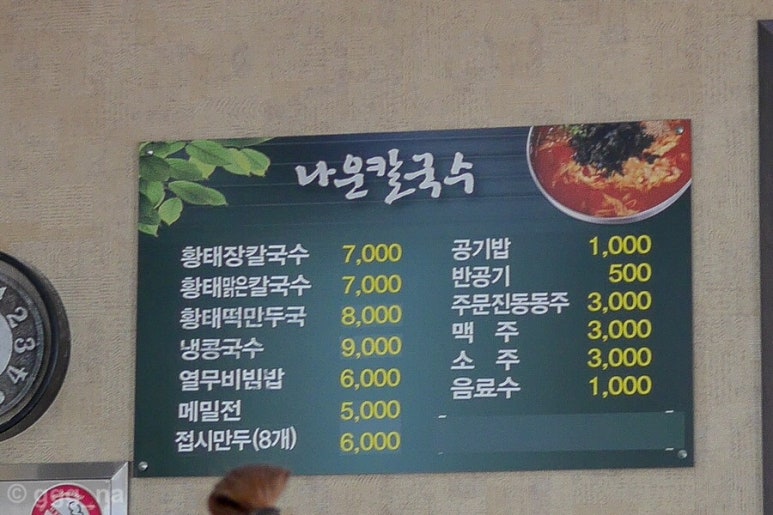 나운칼국수
황태장칼국수 7,000
황태맑은칼국수 7,000
황태떡만두국 8,000
냉콩국수 9,000
열무비빔밥 6,000
메밀전 5,000
접시만두(8개) 6,000
공기밥 1,000
반공기 500
주문진동동주 3,000
맥 주 3,000
소 주 3,000
음료수 1,000
2
3
4